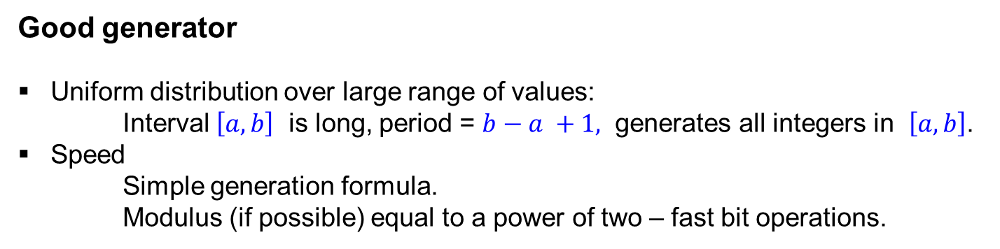 Good generator
▪ Uniform distribution over large range of values:
Interval [a, b] is long, period = b − a + 1, generates all integers in [a, b].
▪ Speed
Simple generation formula.
Modulus (if possible) equal to a power of two – fast bit operations.